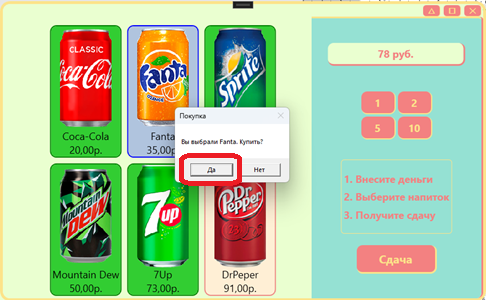 78 руб.
CLASSIC
Coca-Cola
Fanta
ORANGE
Sprite
Coca-Cola
20,00р.
Fanta
35,00р.
Покупка
Вы выбрали Fanta. Купить?
Да
Нет
1
2
5
10
Mountain
Dew
7up
Dr Pepper
23
Mountain Dew
50,00р.
7Up
73,00р.
DrPeper
91,00р.
1. Внесите деньги
2. Выберите напиток
3. Получите сдачу
Сдача